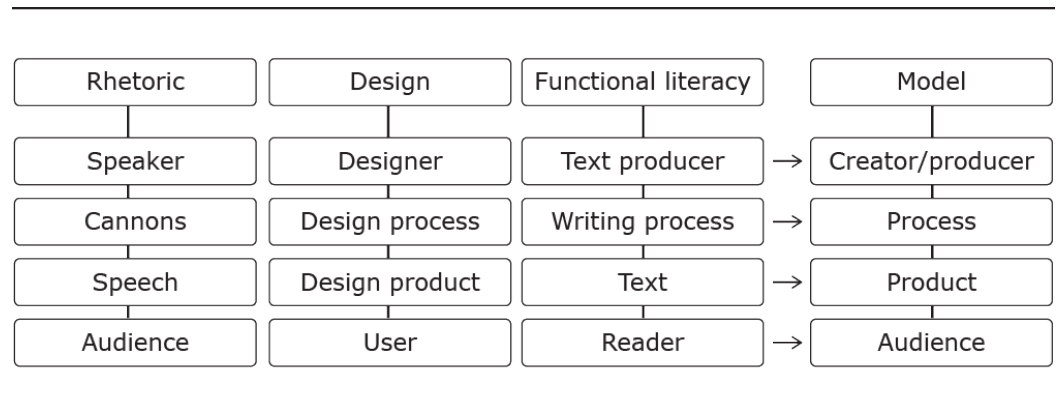 Rhetoric Design Functional literacy Model
Speaker Designer Text producer → Creator/producer
Cannons Design process Writing process → Process
Speech Design product Text → Product
Audience User Reader → Audience